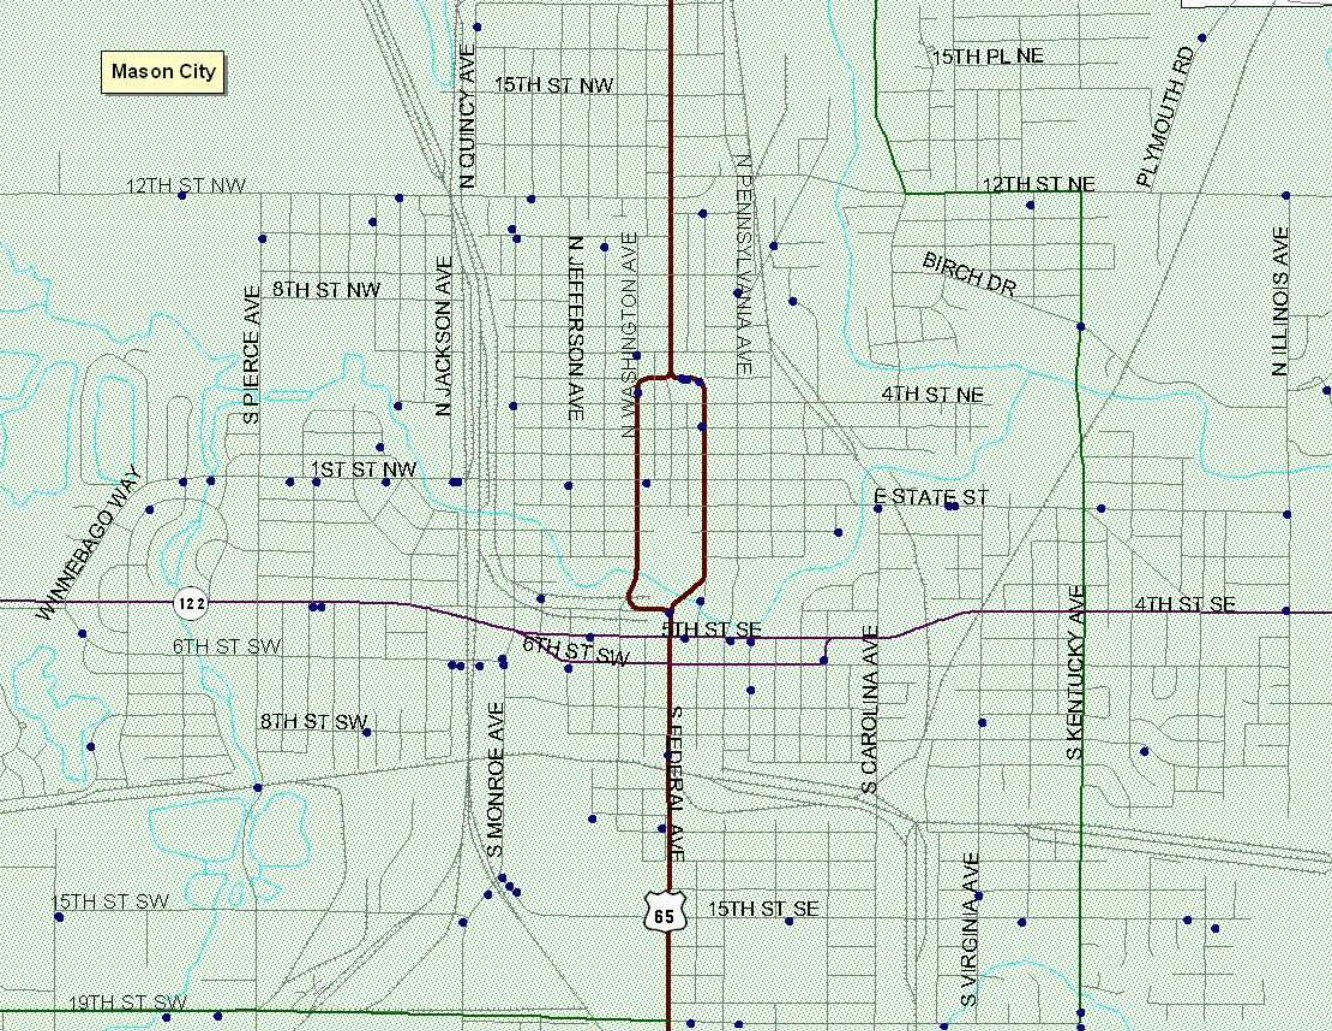 15TH PL NE
Mason City
15TH ST NW
N QUINCY AVE
PLYMOUTH RD
12TH ST NW
12TH ST NE
N PENNSYLVANIA AVE
N JEFFERSON AVE
N WASHINGTON AVE
BIRCH DR
N ILLINOIS AVE
8TH ST NW
N JACKSON AVE
S PIERCE AVE
4TH ST NE
1ST ST NW
E STATE ST
WINNEBAGO WAY
122
4TH ST SE
5TH ST SE
6TH ST SW
6TH ST SW
S CAROLINA AVE
S KENTUCKY AVE
8TH ST SW
S MONROE AVE
S FEDERAL AVE
15TH ST SW
65
15TH ST SE
S VIRGINIA AVE
19TH ST SW